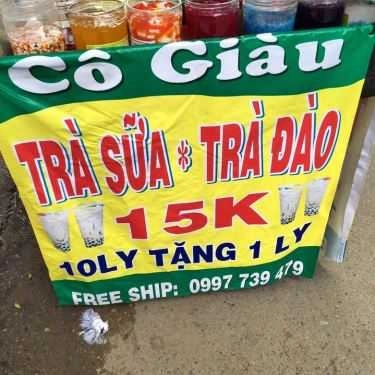 Cô Giàu
TRÀ SỮA * TRÀ ĐÀO
15K
10LY TẶNG 1 LY
FREE SHIP: 0997 739 479